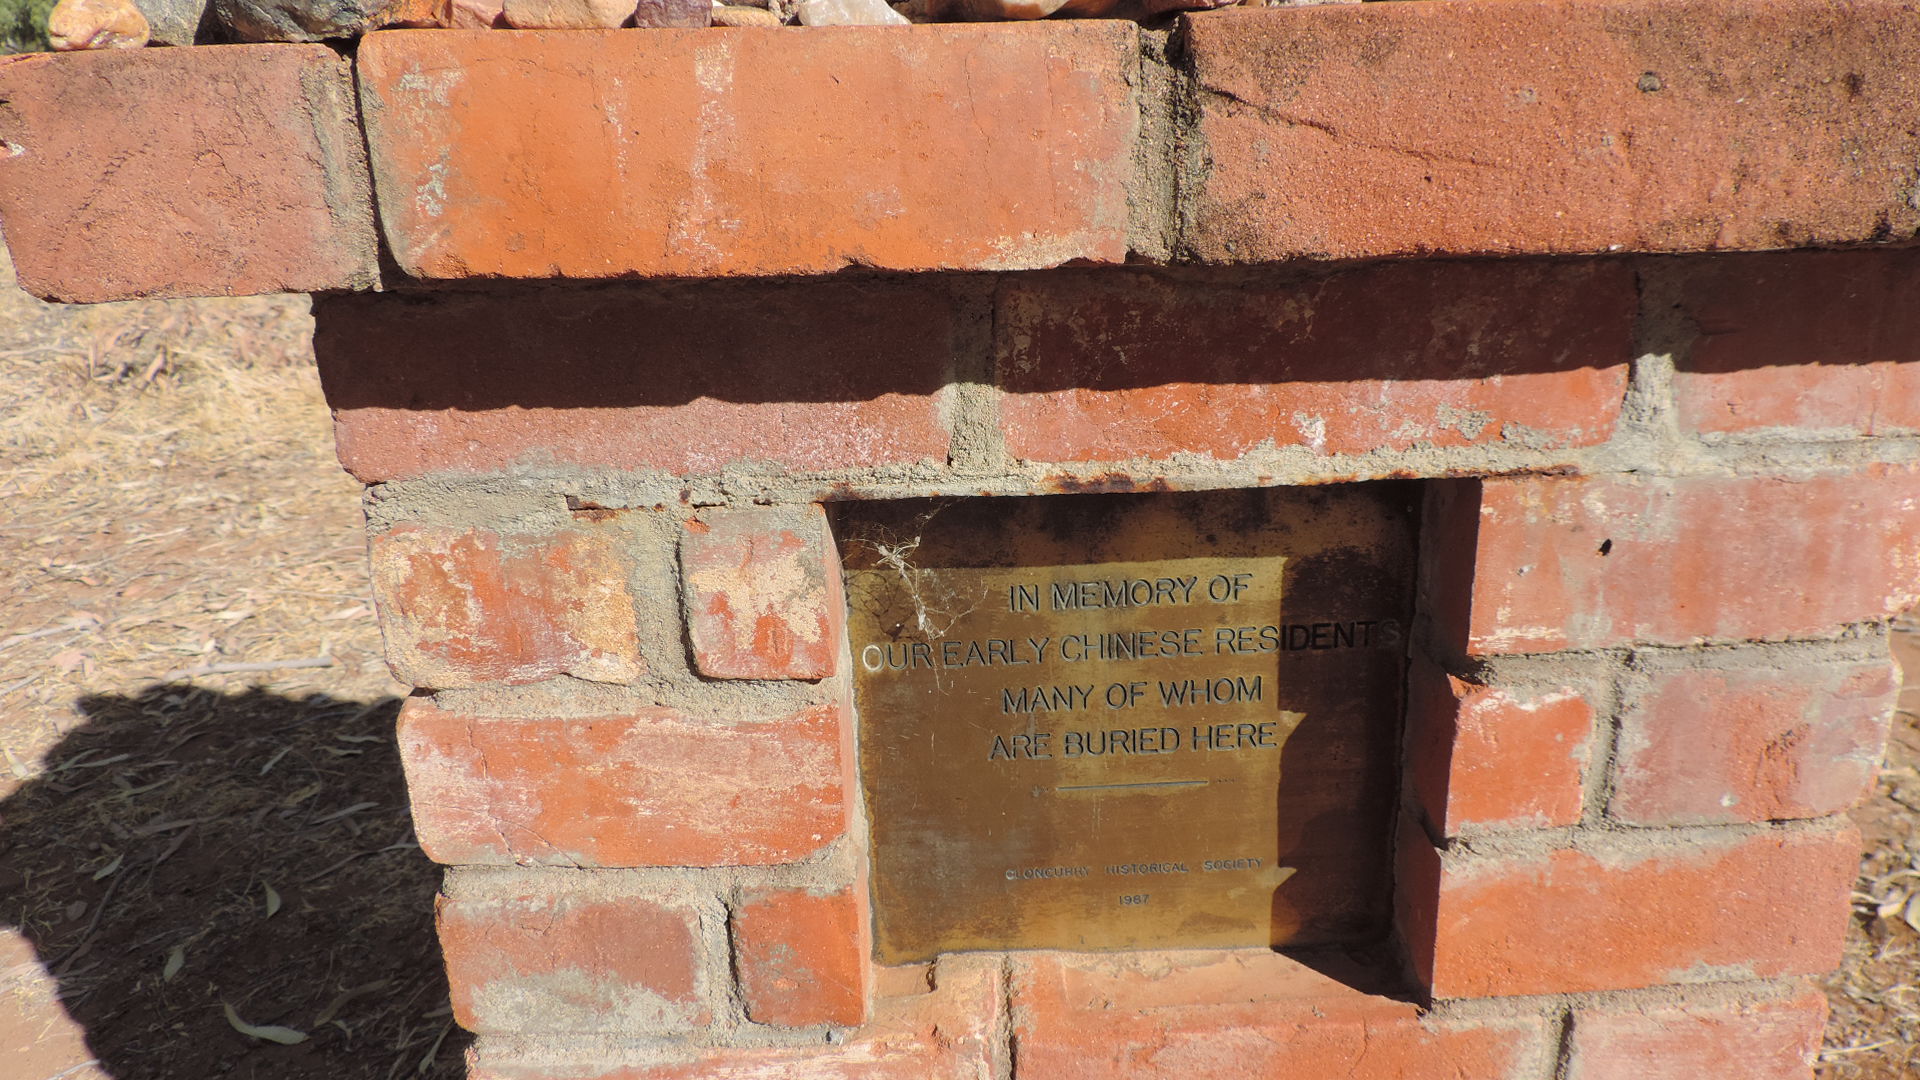 IN MEMORY OF
OUR EARLY CHINESE RESIDENTS
MANY OF WHOM
ARE BURIED HERE
CLONCURRY HISTORICAL SOCIETY
1987